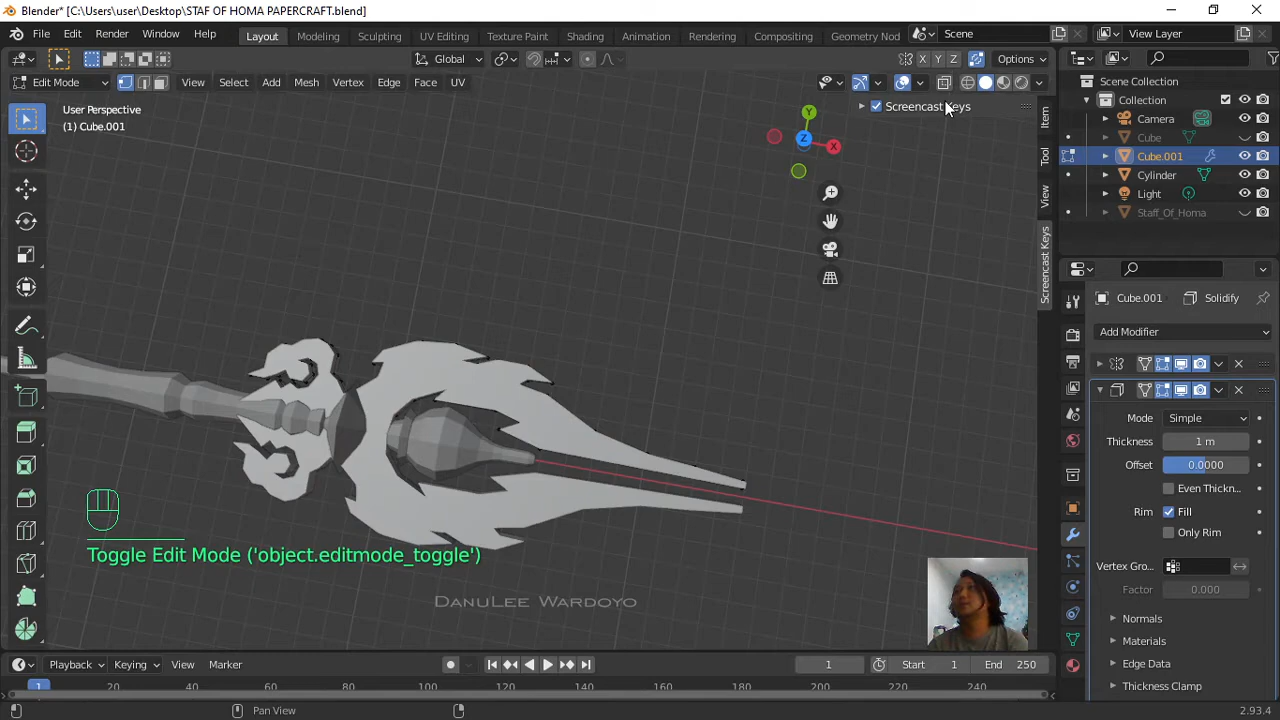 Blender* [C:\Users\user\Desktop\STAF OF HOMA PAPERCRAFT.blend]
File Edit Render Window Help Layout Modeling Sculpting UV Editing Texture Paint Shading Animation Rendering Compositing Geometry Nod Scene View Layer
Global X Y Z Options
Edit Mode View Select Add Mesh Vertex Edge Face UV
User Perspective
(1) Cube.001
Screencast Keys
Y
Z
X
Item
Tool
View
Screencast Keys
Scene Collection
Collection
Camera
Cube
Cube.001
Cylinder
Light
Staff_Of_Homa
Cube.001 Solidify
Add Modifier
Mode Simple
Thickness 1 m
Offset 0.0000
Even Thickn...
Rim Fill
Only Rim
Vertex Gro...
Factor 0.000
Normals
Materials
Edge Data
Thickness Clamp
Toggle Edit Mode ('object.editmode_toggle')
DanuLee Wardoyo
Playback Keying View Marker 1 Start 1 End 250
1 20 40 60 80 100 120 140 160 180 200 220 240
Pan View 2.93.4